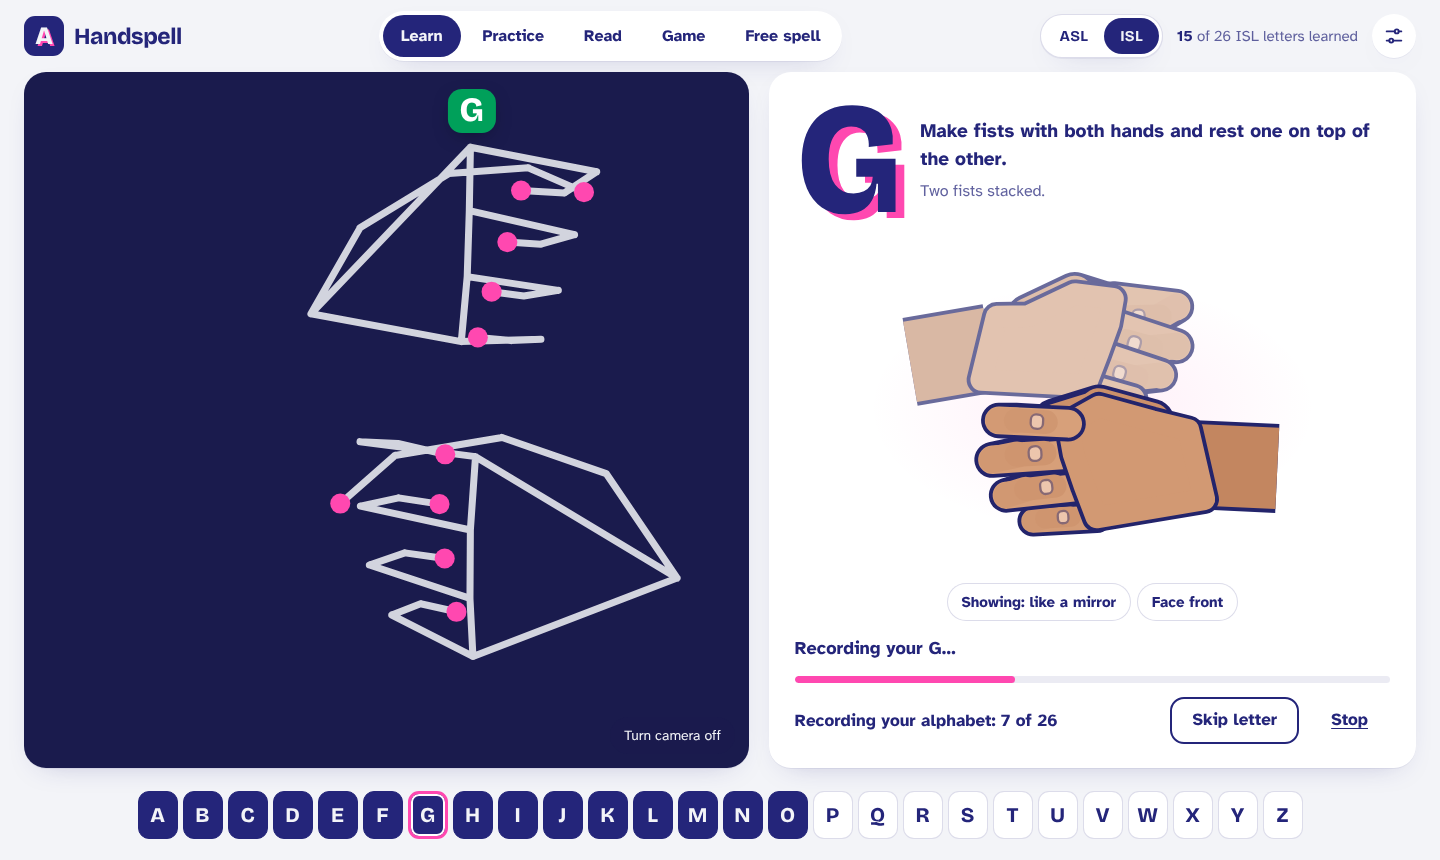 A Handspell
Learn Practice Read Game Free spell
ASL ISL 15 of 26 ISL letters learned
G
Turn camera off
G
Make fists with both hands and rest one on top of
the other.
Two fists stacked.
Showing: like a mirror Face front
Recording your G...
Recording your alphabet: 7 of 26 Skip letter Stop
A B C D E F G H I J K L M N O P Q R S T U V W X Y Z